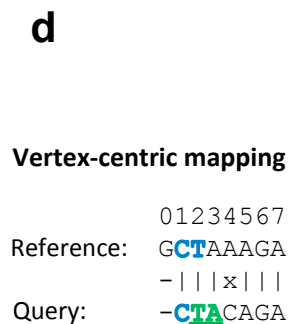 d
Vertex-centric mapping
01234567
Reference: GCTAAAGA
-|||x|||
Query: -CTACAGA